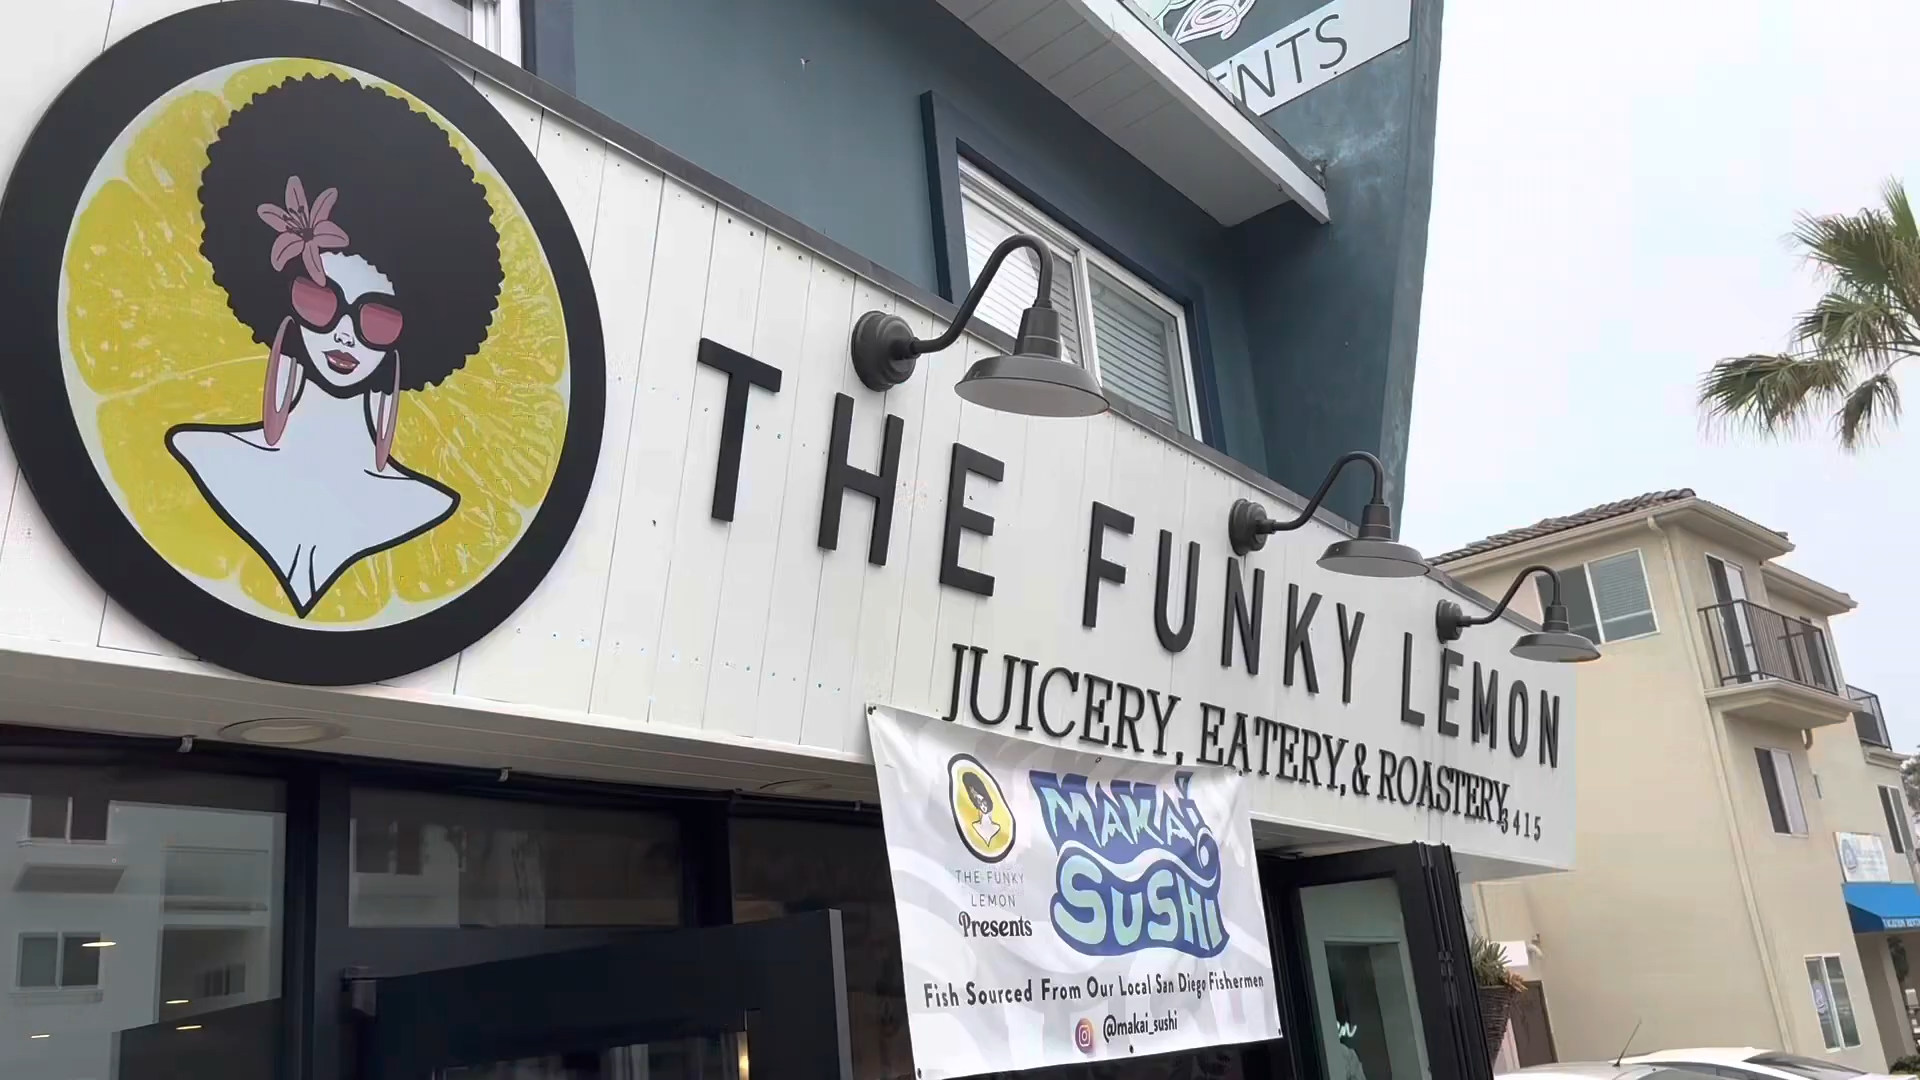 THE FUNKY LEMON
JUICERY, EATERY, & ROASTERY
3415
THE FUNKY
LEMON
Presents
MAKAI
SUSHI
Fish Sourced From Our Local San Diego Fishermen
@makai_sushi